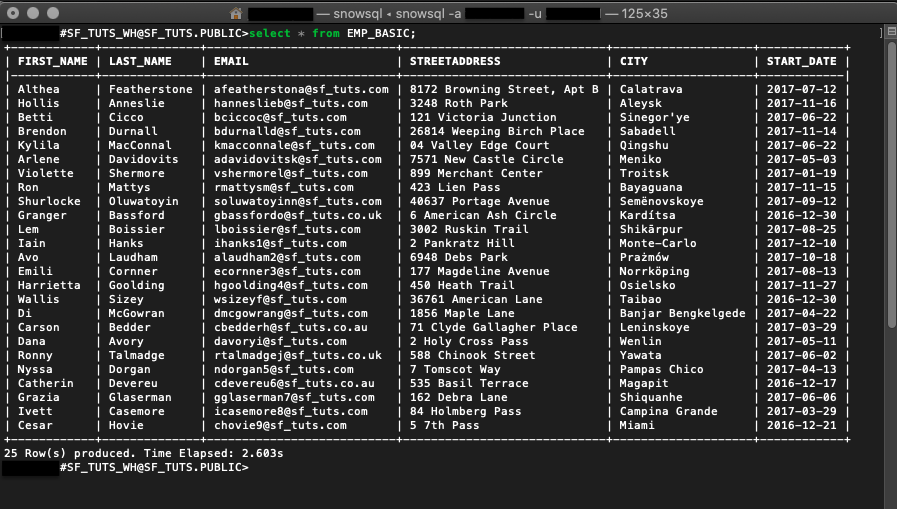 — snowsql ◂ snowsql -a -u — 125×35
#SF_TUTS_WH@SF_TUTS.PUBLIC>select * from EMP_BASIC;
+------------+--------------+---------------------------+-----------------------------+--------------------+------------+
| FIRST_NAME | LAST_NAME    | EMAIL                     | STREETADDRESS               | CITY               | START_DATE |
|------------+--------------+---------------------------+-----------------------------+--------------------+------------|
| Althea     | Featherstone | afeatherstona@sf_tuts.com | 8172 Browning Street, Apt B | Calatrava          | 2017-07-12 |
| Hollis     | Anneslie     | hanneslieb@sf_tuts.com    | 3248 Roth Park              | Aleysk             | 2017-11-16 |
| Betti      | Cicco        | bciccoc@sf_tuts.com       | 121 Victoria Junction       | Sinegor'ye         | 2017-06-22 |
| Brendon    | Durnall      | bdurnalld@sf_tuts.com     | 26814 Weeping Birch Place   | Sabadell           | 2017-11-14 |
| Kylila     | MacConnal    | kmacconnale@sf_tuts.com   | 04 Valley Edge Court        | Qingshu            | 2017-06-22 |
| Arlene     | Davidovits   | adavidovitsk@sf_tuts.com  | 7571 New Castle Circle      | Meniko             | 2017-05-03 |
| Violette   | Shermore     | vshermorel@sf_tuts.com    | 899 Merchant Center         | Troitsk            | 2017-01-19 |
| Ron        | Mattys       | rmattysm@sf_tuts.com      | 423 Lien Pass               | Bayaguana          | 2017-11-15 |
| Shurlocke  | Oluwatoyin   | soluwatoyinn@sf_tuts.com  | 40637 Portage Avenue        | Semënovskoye       | 2017-09-12 |
| Granger    | Bassford     | gbassfordo@sf_tuts.co.uk  | 6 American Ash Circle       | Kardítsa           | 2016-12-30 |
| Lem        | Boissier     | lboissier@sf_tuts.com     | 3002 Ruskin Trail           | Shikārpur          | 2017-08-25 |
| Iain       | Hanks        | ihanks1@sf_tuts.com       | 2 Pankratz Hill             | Monte-Carlo        | 2017-12-10 |
| Avo        | Laudham      | alaudham2@sf_tuts.com     | 6948 Debs Park              | Prażmów            | 2017-10-18 |
| Emili      | Cornner      | ecornner3@sf_tuts.com     | 177 Magdeline Avenue        | Norrköping         | 2017-08-13 |
| Harrietta  | Goolding     | hgoolding4@sf_tuts.com    | 450 Heath Trail             | Osielsko           | 2017-11-27 |
| Wallis     | Sizey        | wsizeyf@sf_tuts.com       | 36761 American Lane         | Taibao             | 2016-12-30 |
| Di         | McGowran     | dmcgowrang@sf_tuts.com    | 1856 Maple Lane             | Banjar Bengkelgede | 2017-04-22 |
| Carson     | Bedder       | cbedderh@sf_tuts.co.au    | 71 Clyde Gallagher Place    | Leninskoye         | 2017-03-29 |
| Dana       | Avory        | davoryi@sf_tuts.com       | 2 Holy Cross Pass           | Wenlin             | 2017-05-11 |
| Ronny      | Talmadge     | rtalmadgej@sf_tuts.co.uk  | 588 Chinook Street          | Yawata             | 2017-06-02 |
| Nyssa      | Dorgan       | ndorgan5@sf_tuts.com      | 7 Tomscot Way               | Pampas Chico       | 2017-04-13 |
| Catherin   | Devereu      | cdevereu6@sf_tuts.co.au   | 535 Basil Terrace           | Magapit            | 2016-12-17 |
| Grazia     | Glaserman    | gglaserman7@sf_tuts.com   | 162 Debra Lane              | Shiquanhe          | 2017-06-06 |
| Ivett      | Casemore     | icasemore8@sf_tuts.com    | 84 Holmberg Pass            | Campina Grande     | 2017-03-29 |
| Cesar      | Hovie        | chovie9@sf_tuts.com       | 5 7th Pass                  | Miami              | 2016-12-21 |
+------------+--------------+---------------------------+-----------------------------+--------------------+------------+
25 Row(s) produced. Time Elapsed: 2.603s
#SF_TUTS_WH@SF_TUTS.PUBLIC>